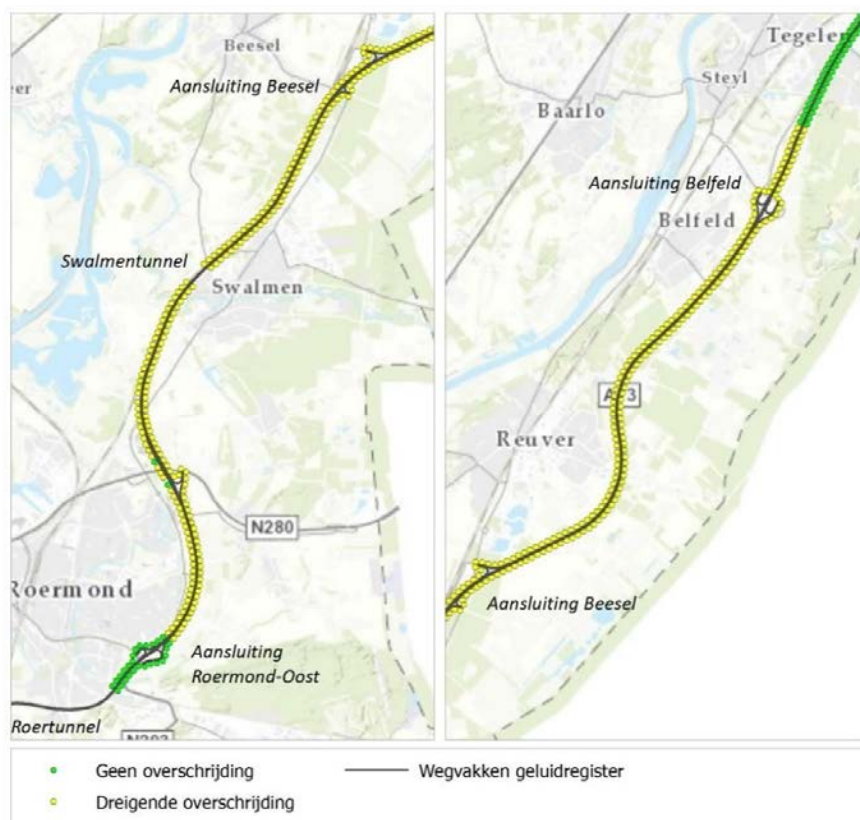 Beesel
Aansluiting Beesel
Swalmentunnel
Swalmen
N280
Roermond
Aansluiting
Roermond-Oost
Roertunnel
N293
Tegelen
Steyl
Baarlo
Aansluiting Belfeld
Belfeld
Reuver
Aansluiting Beesel
Geen overschrijding
Wegvakken geluidregister
Dreigende overschrijding